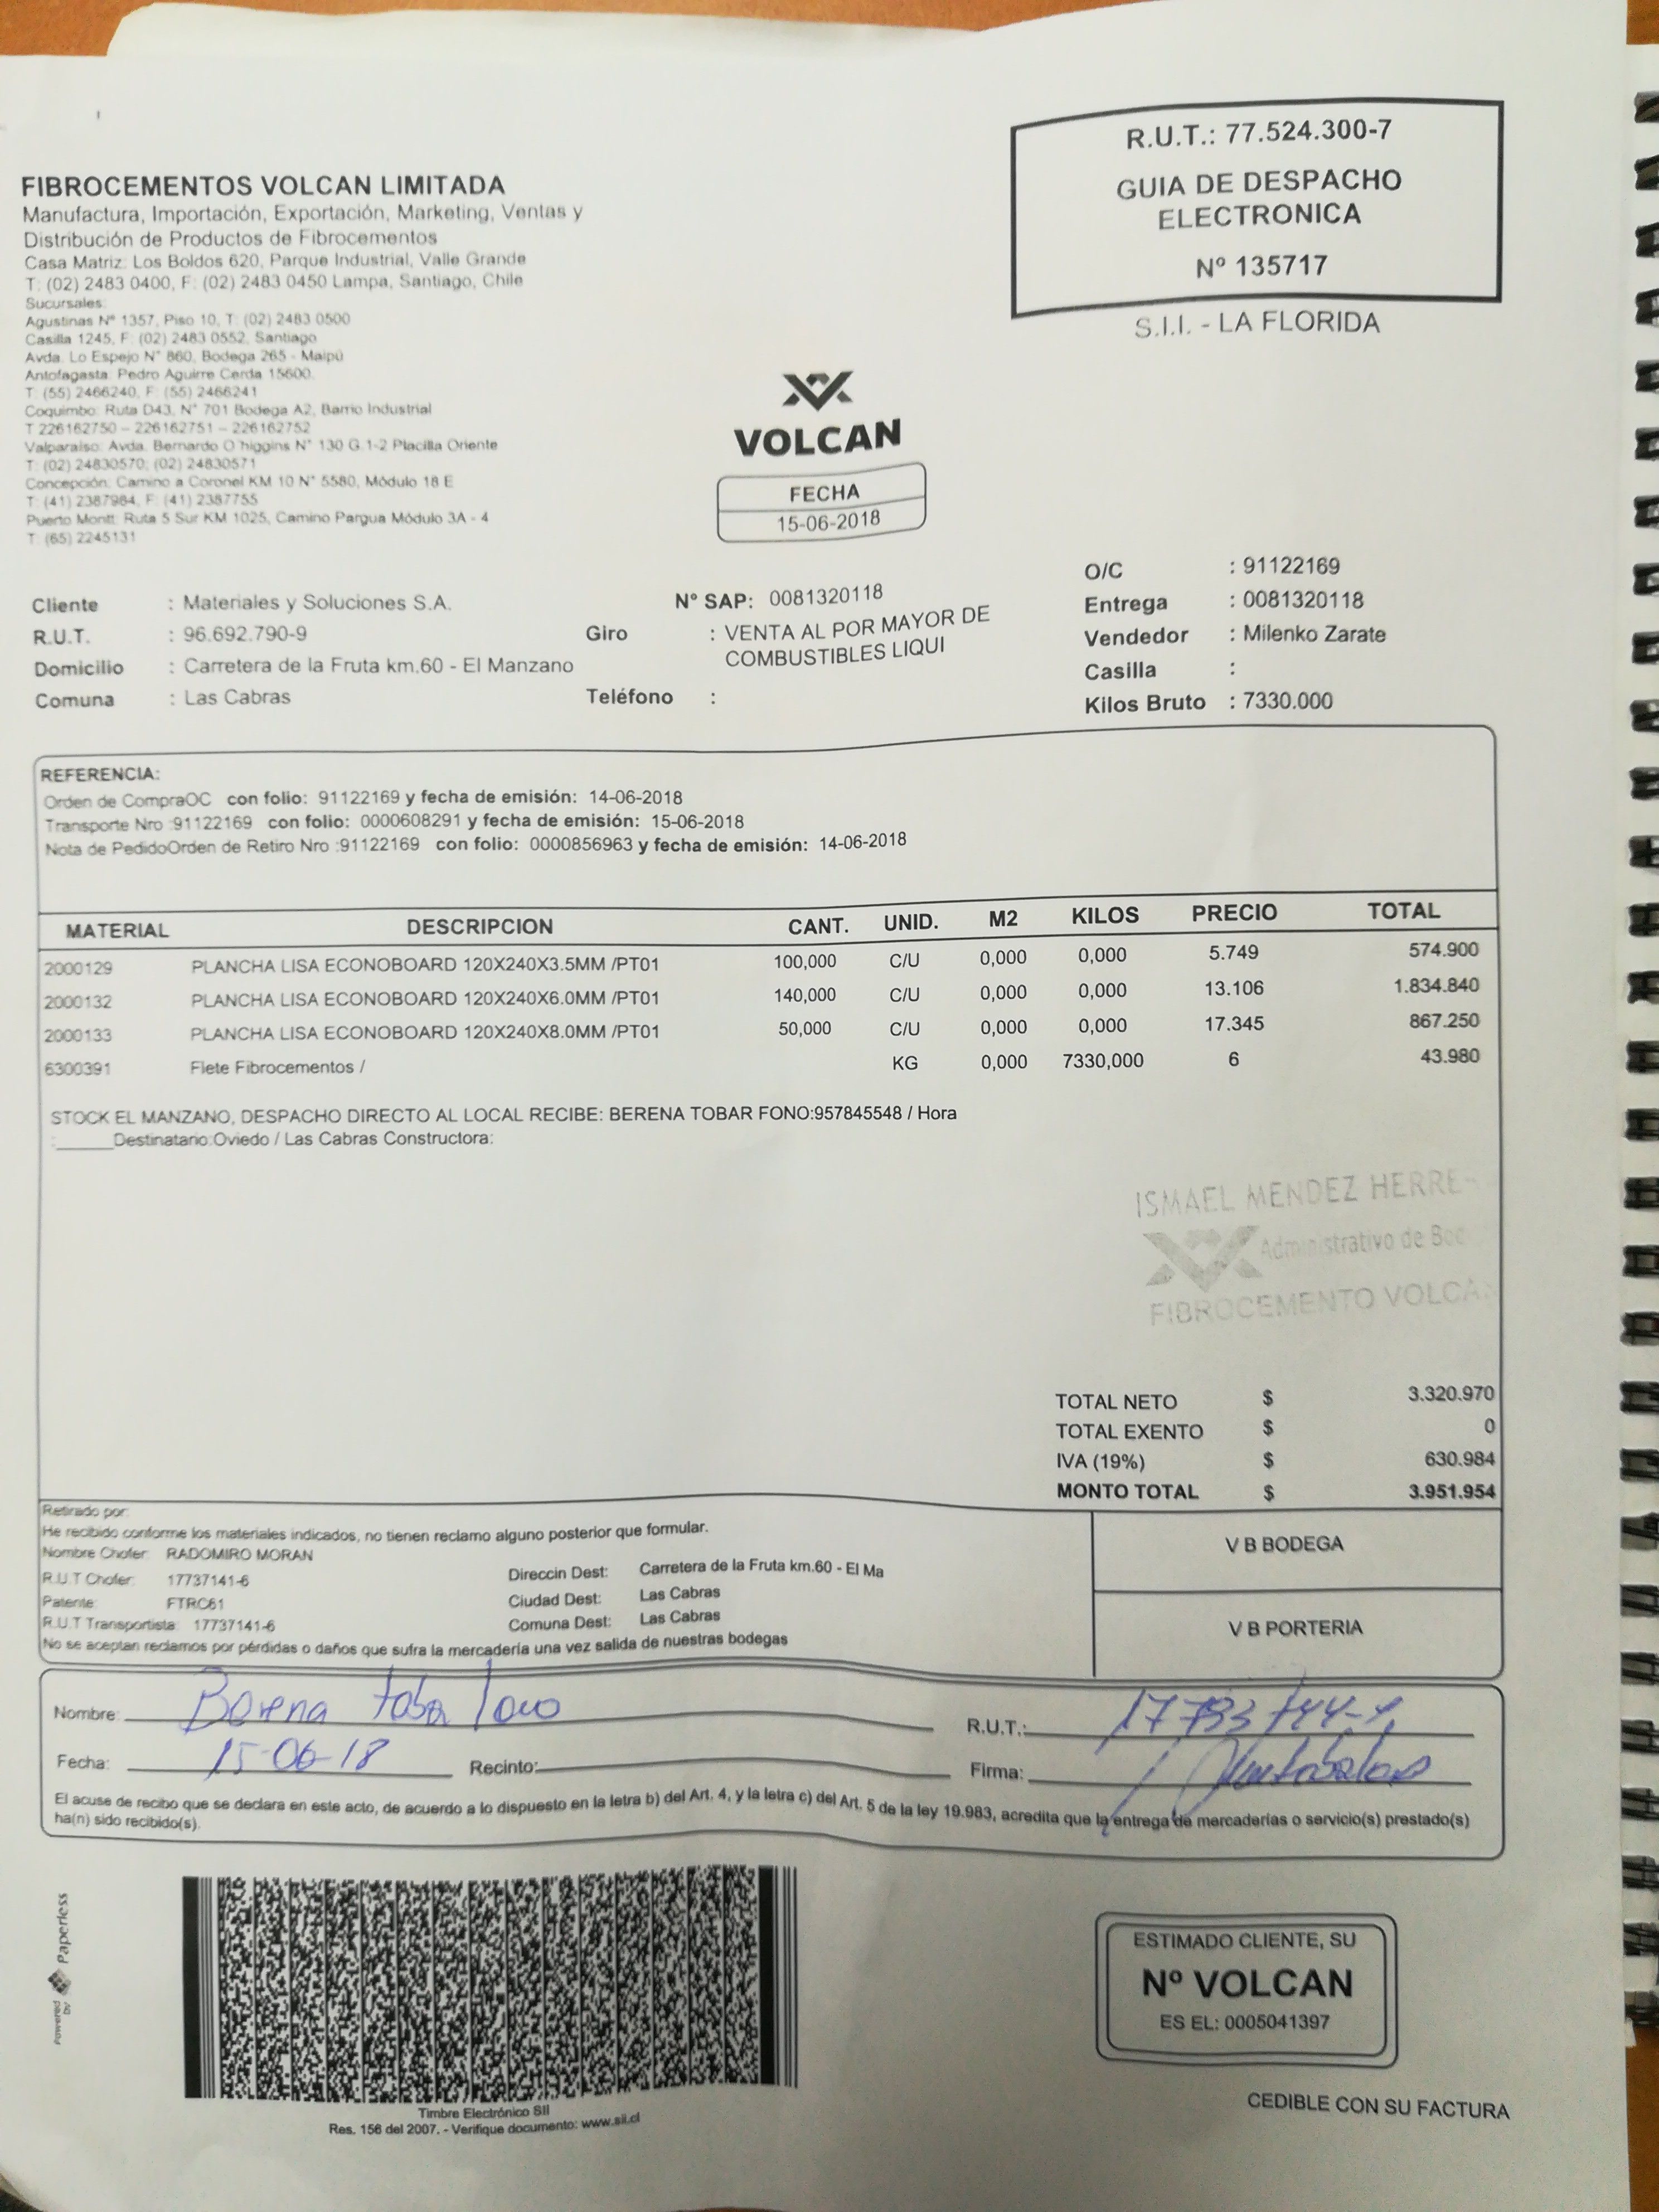 R.U.T.: 77.524.300-7
GUIA DE DESPACHO
ELECTRONICA
Nº 135717
S.I.I. - LA FLORIDA
FIBROCEMENTOS VOLCAN LIMITADA
Manufactura, Importación, Exportación, Marketing, Ventas y
Distribución de Productos de Fibrocementos
Casa Matriz: Los Boldos 620, Parque Industrial, Valle Grande
T: (02) 2483 0400, F: (02) 2483 0450 Lampa, Santiago, Chile
Sucursales:
Agustinas Nº 1357, Piso 10, T: (02) 2483 0500
Casilla 1245, F: (02) 2483 0552, Santiago
Avda. Lo Espejo N° 860, Bodega 265 - Maipú
Antofagasta: Pedro Aguirre Cerda 15600.
T: (55) 2466240, F: (55) 2466241
Coquimbo: Ruta D43, N° 701 Bodega A2, Barrio Industrial
T 226162750 – 226162751 – 226162752
Valparaíso: Avda. Bernardo O´higgins N° 130 G.1-2 Placilla Oriente
T: (02) 24830570; (02) 24830571
Concepción: Camino a Coronel KM 10 N° 5580, Módulo 18 E
T: (41) 2387984, F: (41) 2387755
Puerto Montt: Ruta 5 Sur KM 1025, Camino Pargua Módulo 3A - 4
T: (65) 2245131
VOLCAN
FECHA
15-06-2018
Cliente : Materiales y Soluciones S.A.
R.U.T. : 96.692.790-9
Domicilio : Carretera de la Fruta km.60 - El Manzano
Comuna : Las Cabras
Nº SAP: 0081320118
Giro : VENTA AL POR MAYOR DE
COMBUSTIBLES LIQUI
Teléfono :
O/C : 91122169
Entrega : 0081320118
Vendedor : Milenko Zarate
Casilla :
Kilos Bruto : 7330.000
REFERENCIA:
Orden de CompraOC con folio: 91122169 y fecha de emisión: 14-06-2018
Transporte Nro :91122169 con folio: 0000608291 y fecha de emisión: 15-06-2018
Nota de PedidoOrden de Retiro Nro :91122169 con folio: 0000856963 y fecha de emisión: 14-06-2018
MATERIAL DESCRIPCION CANT. UNID. M2 KILOS PRECIO TOTAL
2000129 PLANCHA LISA ECONOBOARD 120X240X3.5MM /PT01 100,000 C/U 0,000 0,000 5.749 574.900
2000132 PLANCHA LISA ECONOBOARD 120X240X6.0MM /PT01 140,000 C/U 0,000 0,000 13.106 1.834.840
2000133 PLANCHA LISA ECONOBOARD 120X240X8.0MM /PT01 50,000 C/U 0,000 0,000 17.345 867.250
6300391 Flete Fibrocementos / KG 0,000 7330,000 6 43.980
STOCK EL MANZANO, DESPACHO DIRECTO AL LOCAL RECIBE: BERENA TOBAR FONO:957845548 / Hora
:______Destinatario:Oviedo / Las Cabras Constructora:
ISMAEL MENDEZ HERRE
Administrativo de Bod
FIBROCEMENTO VOLCAN
TOTAL NETO $ 3.320.970
TOTAL EXENTO $ 0
IVA (19%) $ 630.984
MONTO TOTAL $ 3.951.954
Retirado por:
He recibido conforme los materiales indicados, no tienen reclamo alguno posterior que formular.
Nombre Chofer: RADOMIRO MORAN
R.U.T Chofer: 17737141-6
Patente: FTRC61
R.U.T Transportista: 17737141-6
Direccin Dest: Carretera de la Fruta km.60 - El Ma
Ciudad Dest: Las Cabras
Comuna Dest: Las Cabras
No se aceptan reclamos por pérdidas o daños que sufra la mercadería una vez salida de nuestras bodegas
V B BODEGA
V B PORTERIA
Nombre: Berena
R.U.T.:
Fecha: 15-06-18 Recinto:
Firma:
El acuse de recibo que se declara en este acto, de acuerdo a lo dispuesto en la letra b) del Art. 4, y la letra c) del Art. 5 de la ley 19.983, acredita que la entrega de mercaderías o servicio(s) prestado(s)
ha(n) sido recibido(s).
Powered by Paperless
Timbre Electrónico SII
Res. 156 del 2007. - Verifique documento: www.sii.cl
ESTIMADO CLIENTE, SU
Nº VOLCAN
ES EL: 0005041397
CEDIBLE CON SU FACTURA